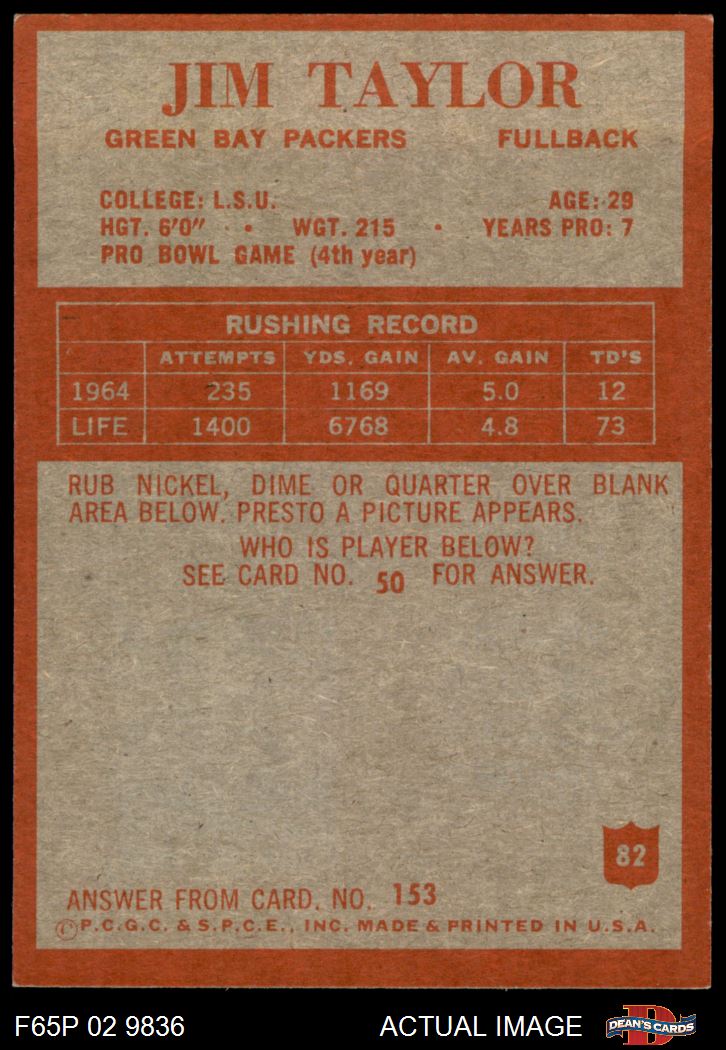 JIM TAYLOR
GREEN BAY PACKERS FULLBACK
COLLEGE: L.S.U. AGE: 29
HGT. 6'0" • WGT. 215 • YEARS PRO: 7
PRO BOWL GAME (4th year)
RUSHING RECORD
ATTEMPTS YDS. GAIN AV. GAIN TD'S
1964 235 1169 5.0 12
LIFE 1400 6768 4.8 73
RUB NICKEL, DIME OR QUARTER OVER BLANK
AREA BELOW. PRESTO A PICTURE APPEARS.
WHO IS PLAYER BELOW?
SEE CARD NO. 50 FOR ANSWER.
82
ANSWER FROM CARD. NO. 153
©P.C.G.C. & S.P.C.E., INC. MADE & PRINTED IN U.S.A.
F65P 02 9836 ACTUAL IMAGE D DEAN'S CARDS